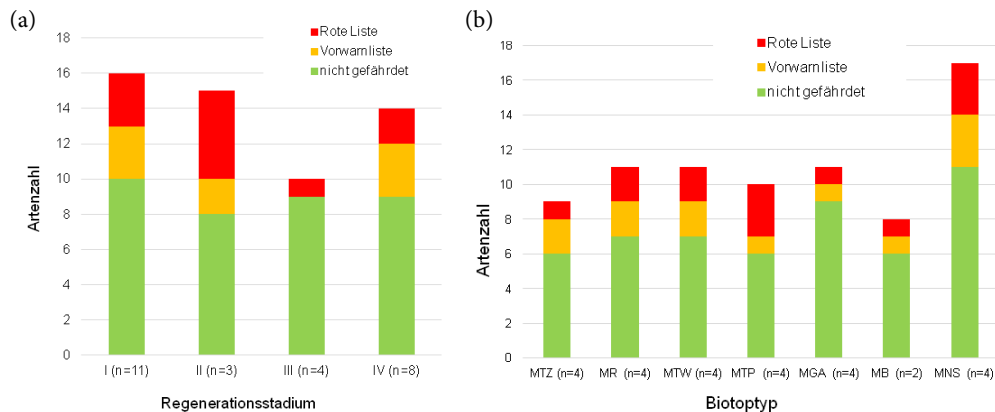 (a)
Rote Liste
Vorwarnliste
nicht gefährdet
18
16
14
12
10
8
6
4
2
0
Artenzahl
I (n=11) II (n=3) III (n=4) IV (n=8)
Regenerationsstadium
(b)
Rote Liste
Vorwarnliste
nicht gefährdet
18
16
14
12
10
8
6
4
2
0
Artenzahl
MTZ (n=4) MR (n=4) MTW (n=4) MTP (n=4) MGA (n=4) MB (n=2) MNS (n=4)
Biotoptyp